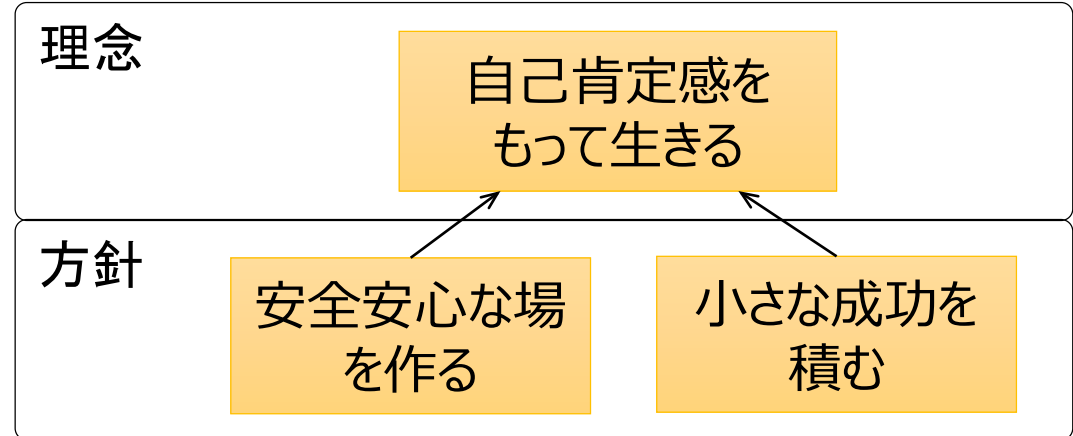 理念
自己肯定感を
もって生きる
方針
安全安心な場
を作る
小さな成功を
積む